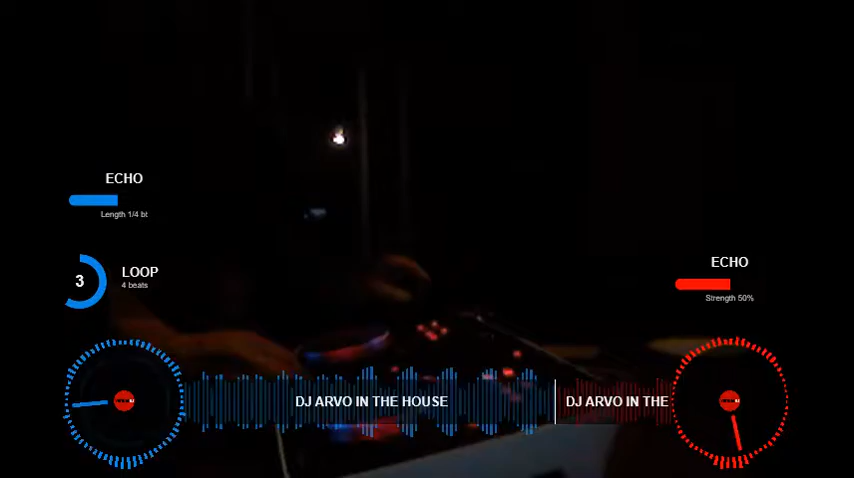 ECHO
Length 1/4 bt
3
LOOP
4 beats
ECHO
Strength 50%
DJ ARVO IN THE HOUSE
DJ ARVO IN THE